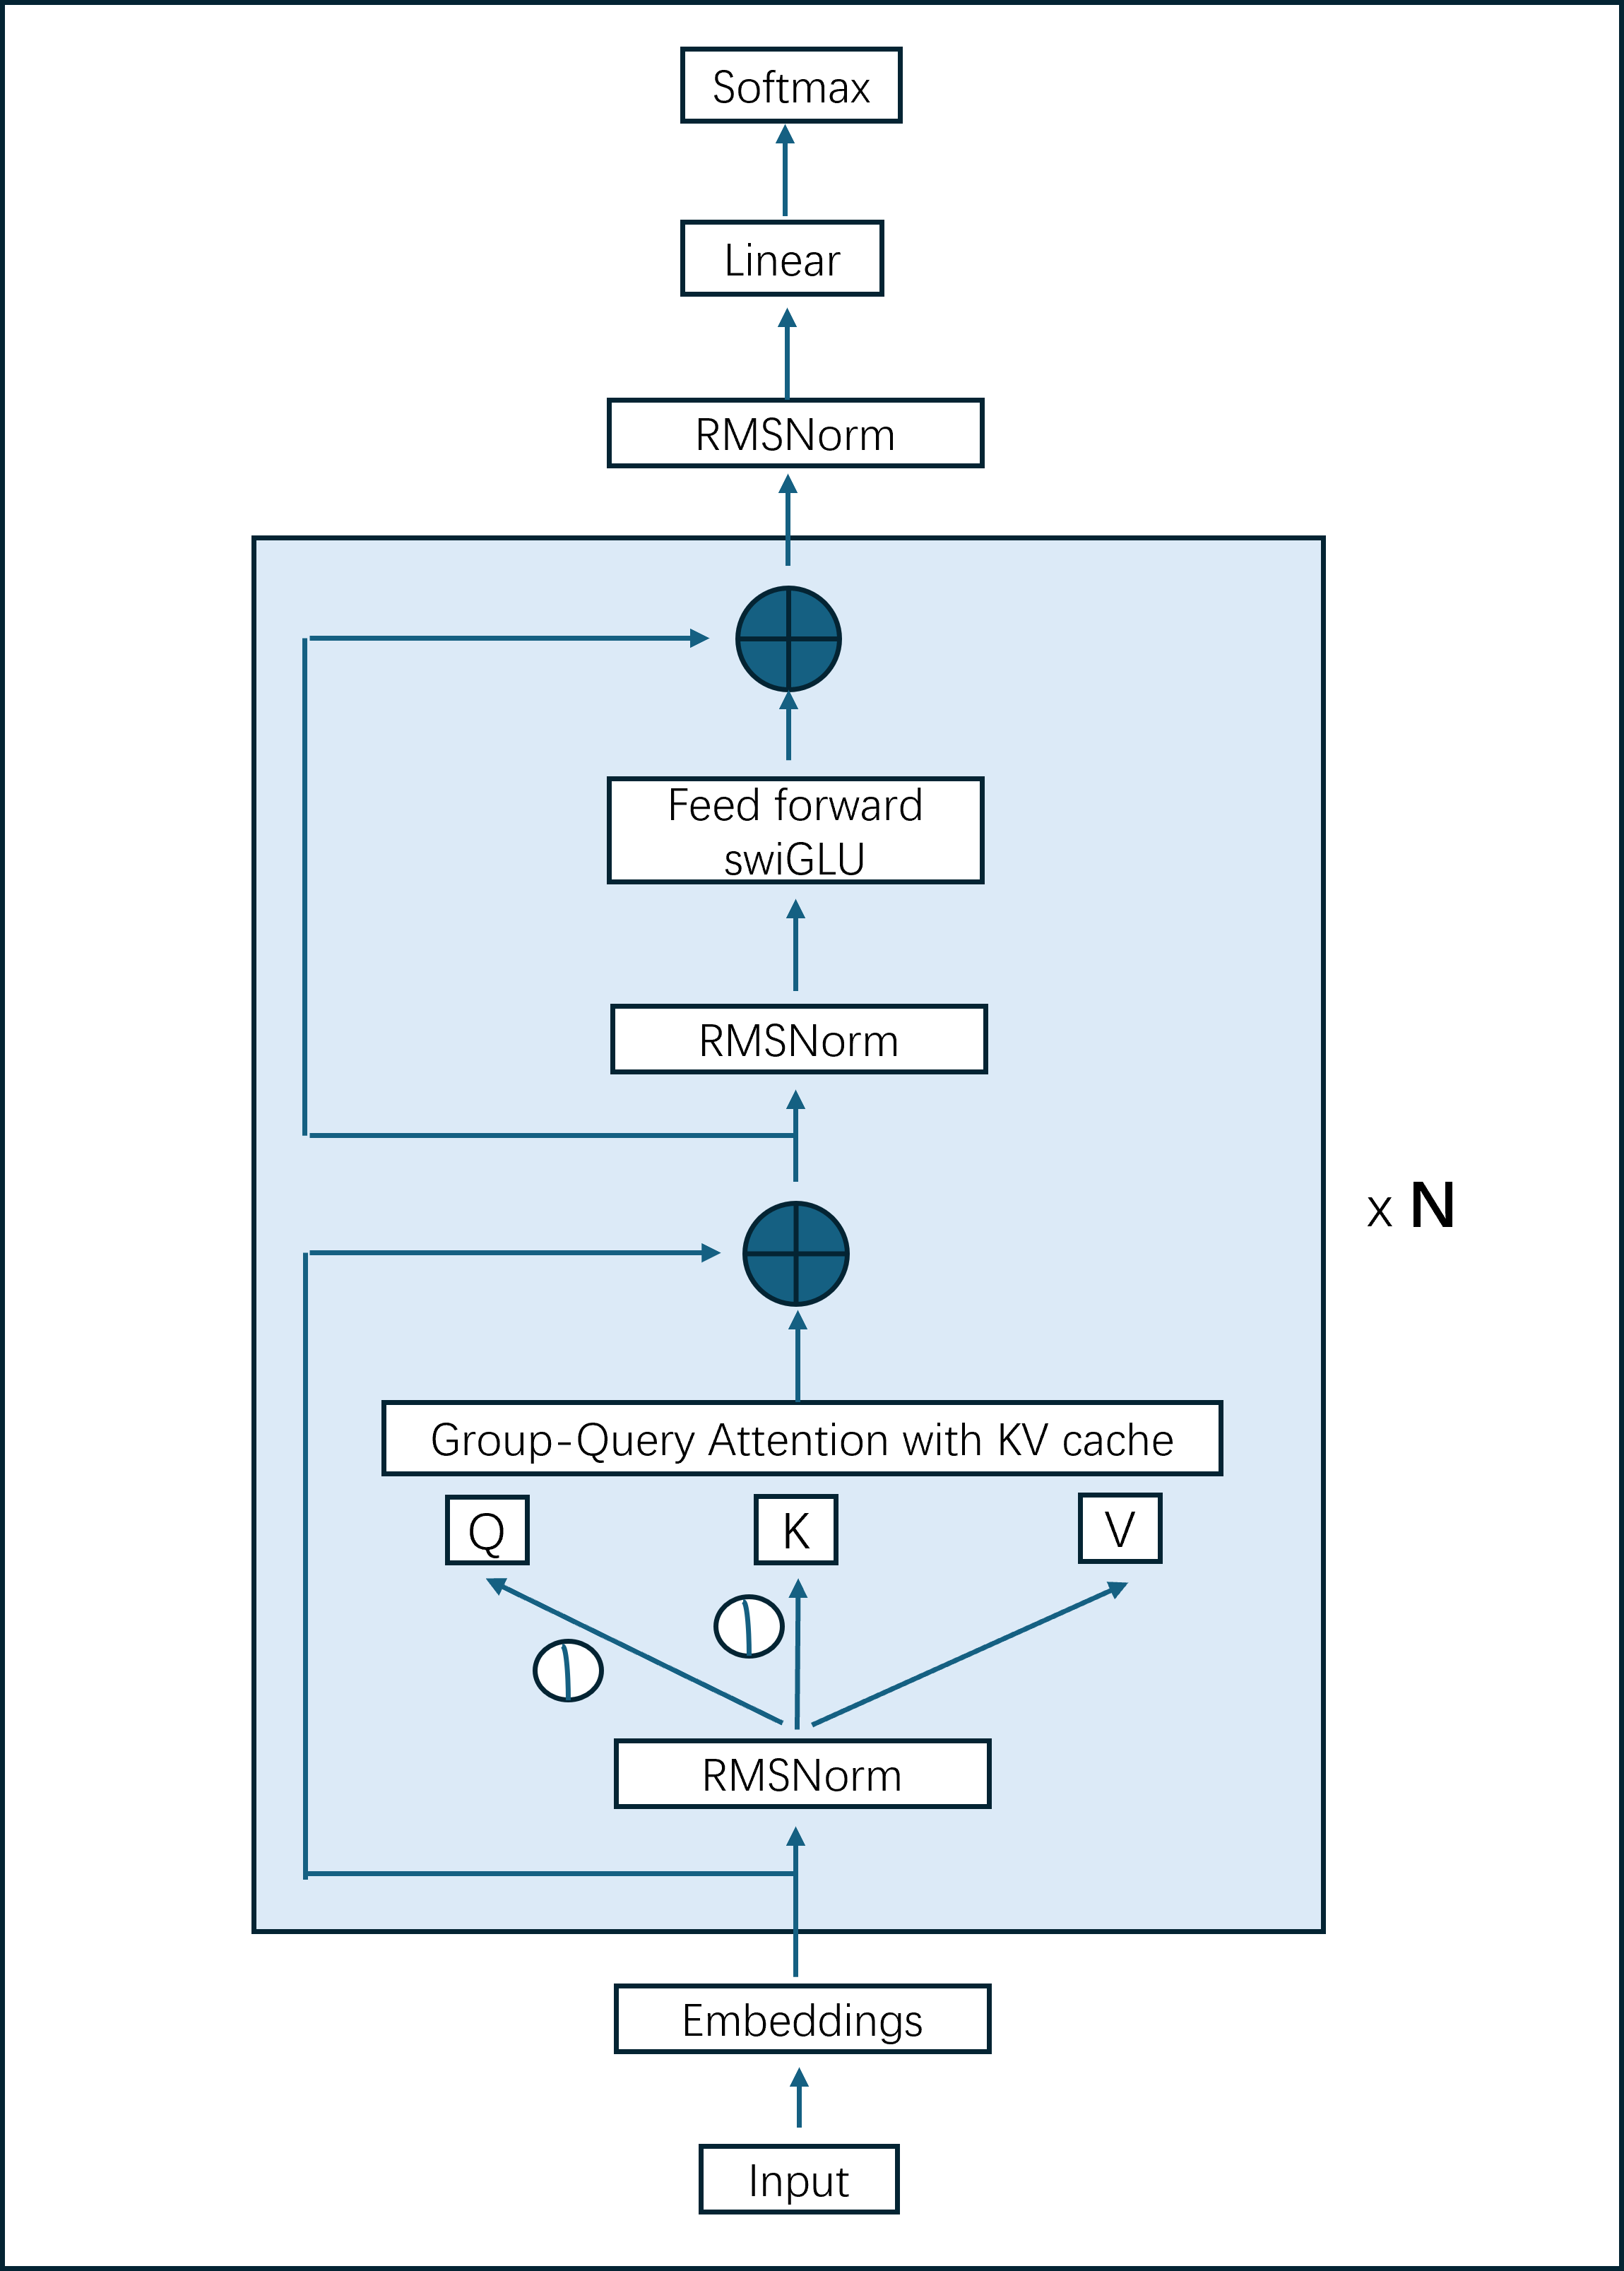 Softmax
Linear
RMSNorm
Feed forward
swiGLU
RMSNorm
x N
Group-Query Attention with KV cache
Q
K
V
RMSNorm
Embeddings
Input